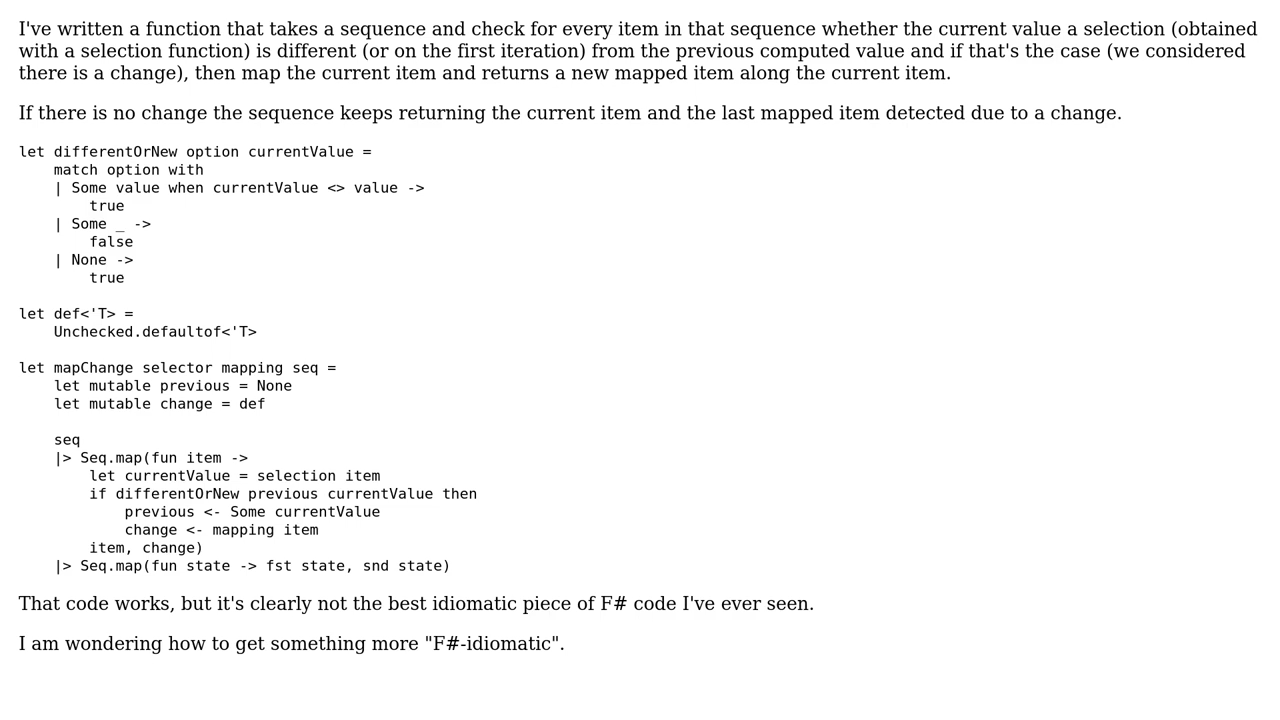 I've written a function that takes a sequence and check for every item in that sequence whether the current value a selection (obtained
with a selection function) is different (or on the first iteration) from the previous computed value and if that's the case (we considered
there is a change), then map the current item and returns a new mapped item along the current item.
If there is no change the sequence keeps returning the current item and the last mapped item detected due to a change.
let differentOrNew option currentValue =
    match option with
    | Some value when currentValue <> value ->
        true
    | Some _ ->
        false
    | None ->
        true
let def<'T> =
    Unchecked.defaultof<'T>
let mapChange selector mapping seq =
    let mutable previous = None
    let mutable change = def
    seq
    |> Seq.map(fun item ->
        let currentValue = selection item
        if differentOrNew previous currentValue then
            previous <- Some currentValue
            change <- mapping item
        item, change)
    |> Seq.map(fun state -> fst state, snd state)
That code works, but it's clearly not the best idiomatic piece of F# code I've ever seen.
I am wondering how to get something more "F#-idiomatic".